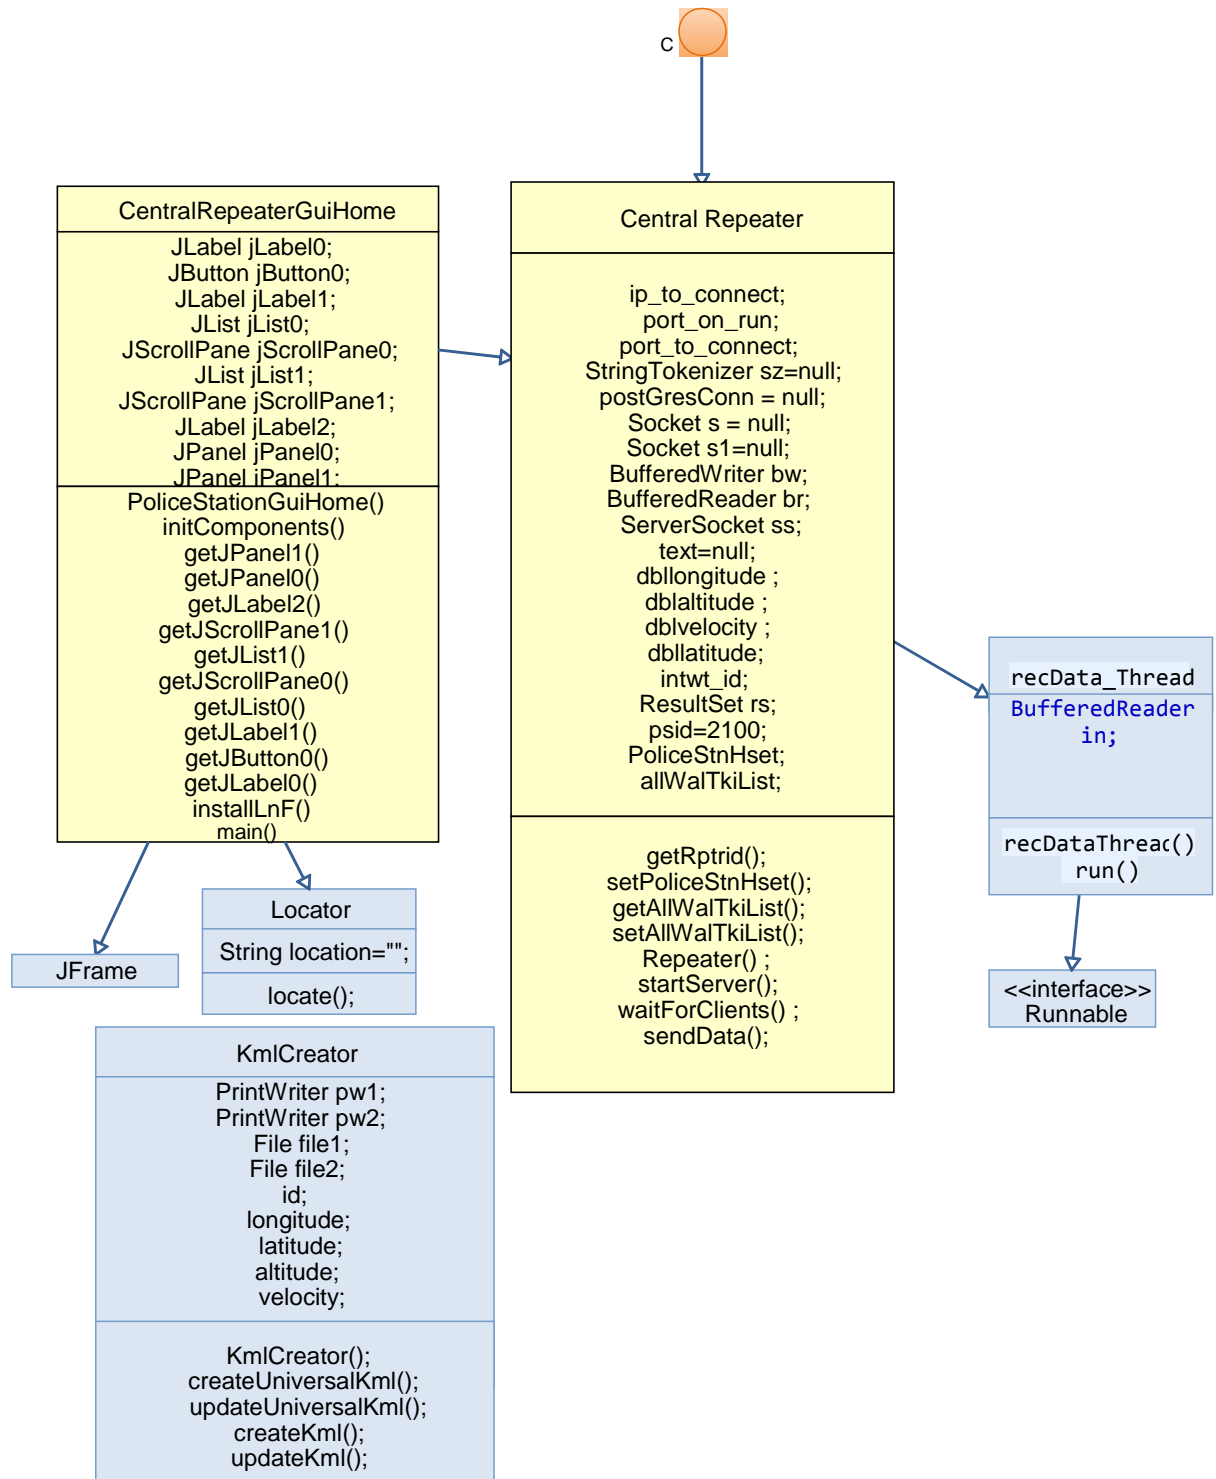 C
CentralRepeaterGuiHome
JLabel jLabel0;
JButton jButton0;
JLabel jLabel1;
JList jList0;
JScrollPane jScrollPane0;
JList jList1;
JScrollPane jScrollPane1;
JLabel jLabel2;
JPanel jPanel0;
JPanel jPanel1;
PoliceStationGuiHome()
initComponents()
getJPanel1()
getJPanel0()
getJLabel2()
getJScrollPane1()
getJList1()
getJScrollPane0()
getJList0()
getJLabel1()
getJButton0()
getJLabel0()
installLnF()
main()
Central Repeater
ip_to_connect;
port_on_run;
port_to_connect;
StringTokenizer sz=null;
postGresConn = null;
Socket s = null;
Socket s1=null;
BufferedWriter bw;
BufferedReader br;
ServerSocket ss;
text=null;
dbllongitude ;
dblaltitude ;
dblvelocity ;
dbllatitude;
intwt_id;
ResultSet rs;
psid=2100;
PoliceStnHset;
allWalTkiList;
getRptrid();
setPoliceStnHset();
getAllWalTkiList();
setAllWalTkiList();
Repeater() ;
startServer();
waitForClients() ;
sendData();
recData_Thread
BufferedReader
in;
recDataThread()
run()
<<interface>>
Runnable
JFrame
Locator
String location="";
locate();
KmlCreator
PrintWriter pw1;
PrintWriter pw2;
File file1;
File file2;
id;
longitude;
latitude;
altitude;
velocity;
KmlCreator();
createUniversalKml();
updateUniversalKml();
createKml();
updateKml();